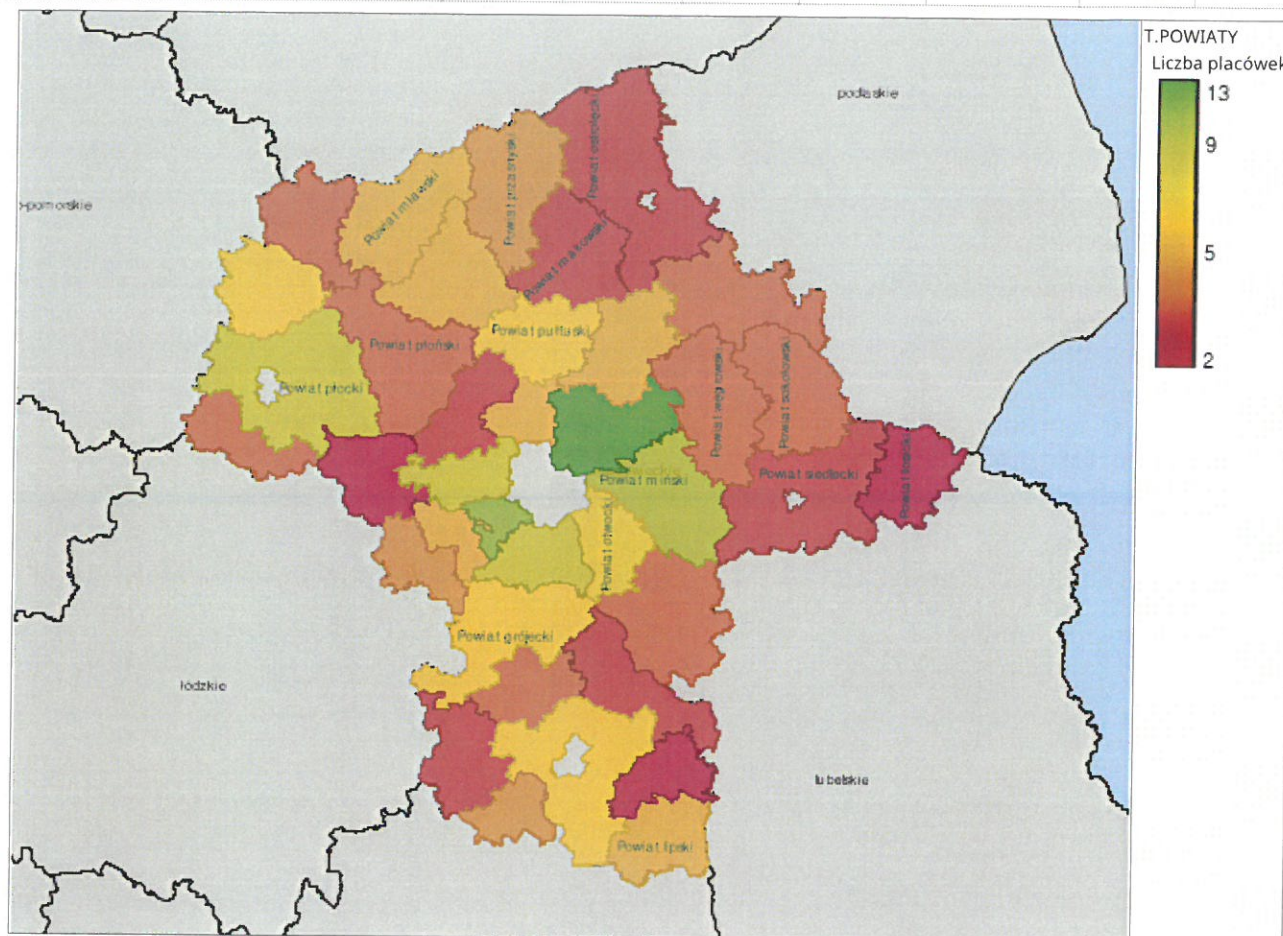 T.POWIATY
Liczba placówek
13
9
5
2
podlaskie
o-pomorskie
Powiat ostrołęcki
Powiat przasnyski
Powiat mławski
Powiat makowski
Powiat pułtuski
Powiat płoński
Powiat płocki
Powiat węgrowski
Powiat sokołowski
Powiat siedlecki
Powiat łosicki
Powiat miński
Powiat otwocki
Powiat grójecki
łódzkie
lubelskie
Powiat lipski